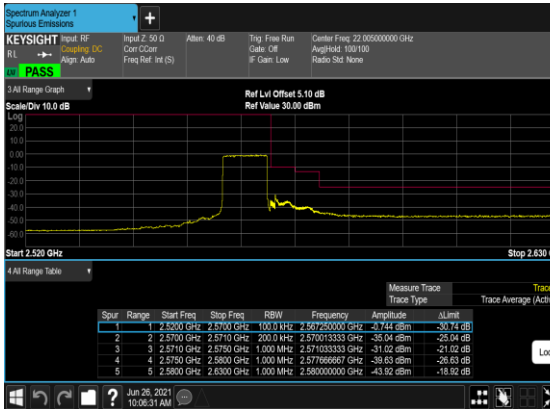 Spectrum Analyzer 1
Spurious Emissions
+
KEYSIGHT Input: RF Input Z: 50 Ω Atten: 40 dB Trig: Free Run Center Freq: 22.005000000 GHz
RL Coupling: DC Corr CCorr Gate: Off Avg|Hold: 100/100
Align: Auto Freq Ref: Int (S) IF Gain: Low Radio Std: None
PASS
3 All Range Graph
Ref Lvl Offset 5.10 dB
Scale/Div 10.0 dB Ref Value 30.00 dBm
Log
20.0
10.0
0.00
-10.0
-20.0
-30.0
-40.0
-50.0
-60.0
Start 2.520 GHz Stop 2.630
4 All Range Table
Measure Trace Trace
Trace Type Trace Average (Acti
Spur Range Start Freq Stop Freq RBW Frequency Amplitude ΔLimit
1 1 2.5200 GHz 2.5700 GHz 100.0 kHz 2.567250000 GHz -0.744 dBm -30.74 dB
2 2 2.5700 GHz 2.5710 GHz 200.0 kHz 2.570013333 GHz -35.04 dBm -25.04 dB
3 3 2.5710 GHz 2.5750 GHz 1.000 MHz 2.571033333 GHz -31.02 dBm -21.02 dB
4 4 2.5750 GHz 2.5800 GHz 1.000 MHz 2.577666667 GHz -39.63 dBm -26.63 dB
5 5 2.5800 GHz 2.6300 GHz 1.000 MHz 2.580000000 GHz -43.92 dBm -18.92 dB
Loc
? Jun 26, 2021
10:06:31 AM